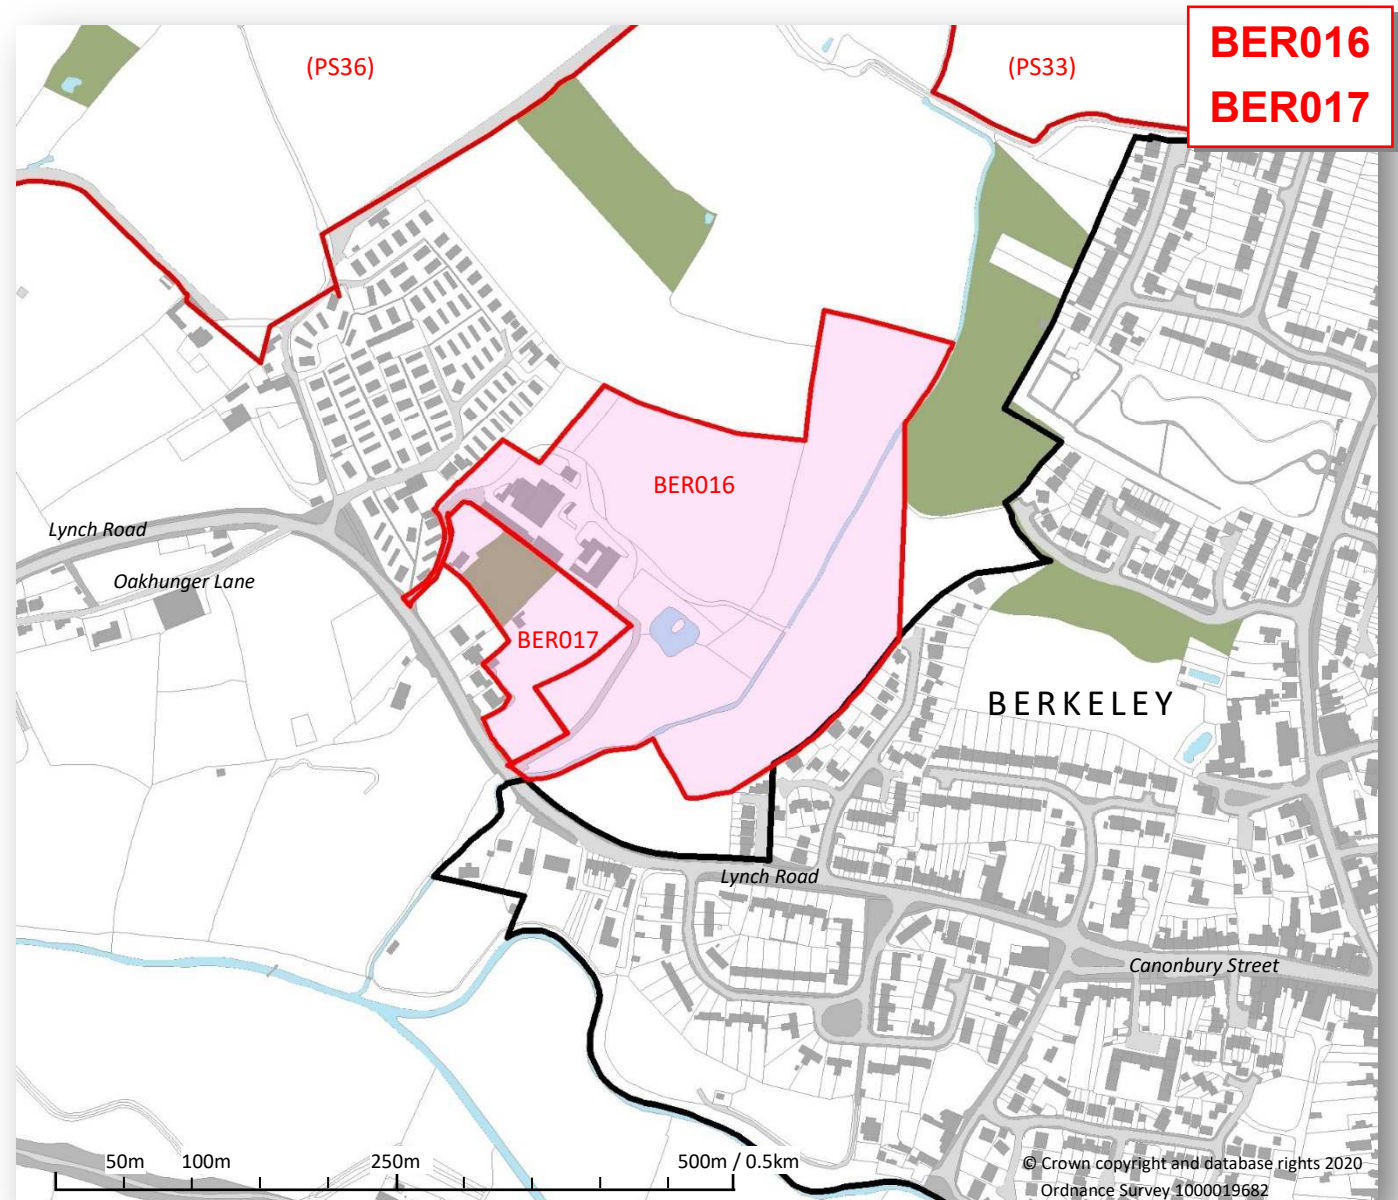 BER016
BER017
(PS36)
(PS33)
BER016
Lynch Road
Oakhunger Lane
BER017
BERKELEY
Lynch Road
Canonbury Street
50m 100m 250m 500m / 0.5km
© Crown copyright and database rights 2020
Ordnance Survey 1000019682